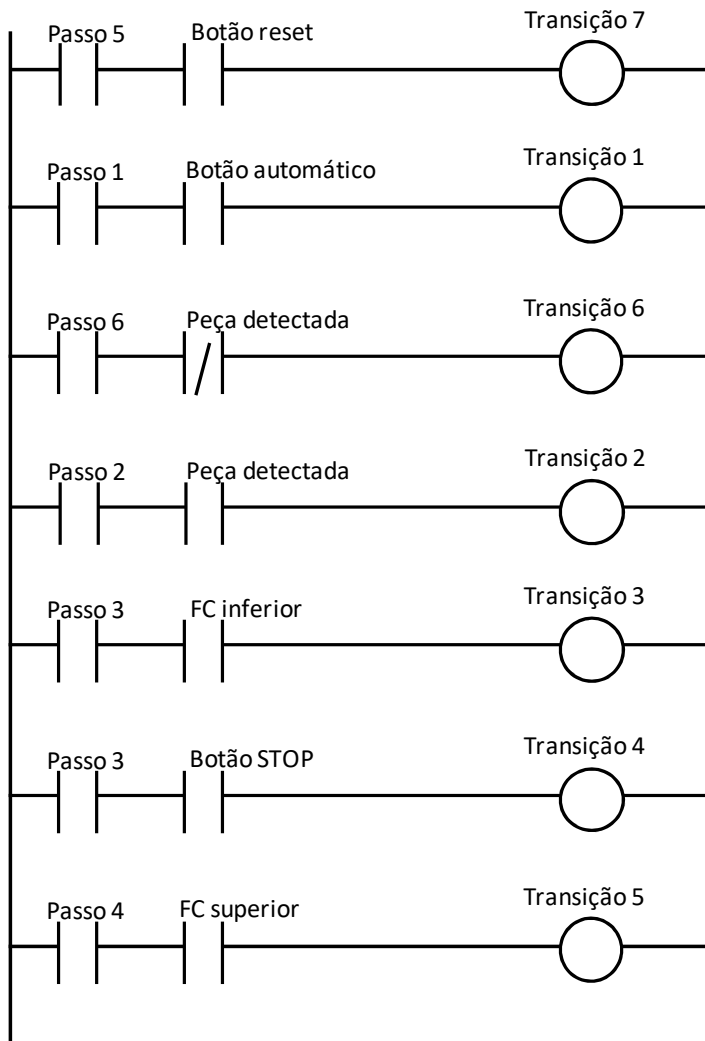 Passo 5 Botão reset Transição 7
Passo 1 Botão automático Transição 1
Passo 6 Peça detectada Transição 6
Passo 2 Peça detectada Transição 2
Passo 3 FC inferior Transição 3
Passo 3 Botão STOP Transição 4
Passo 4 FC superior Transição 5